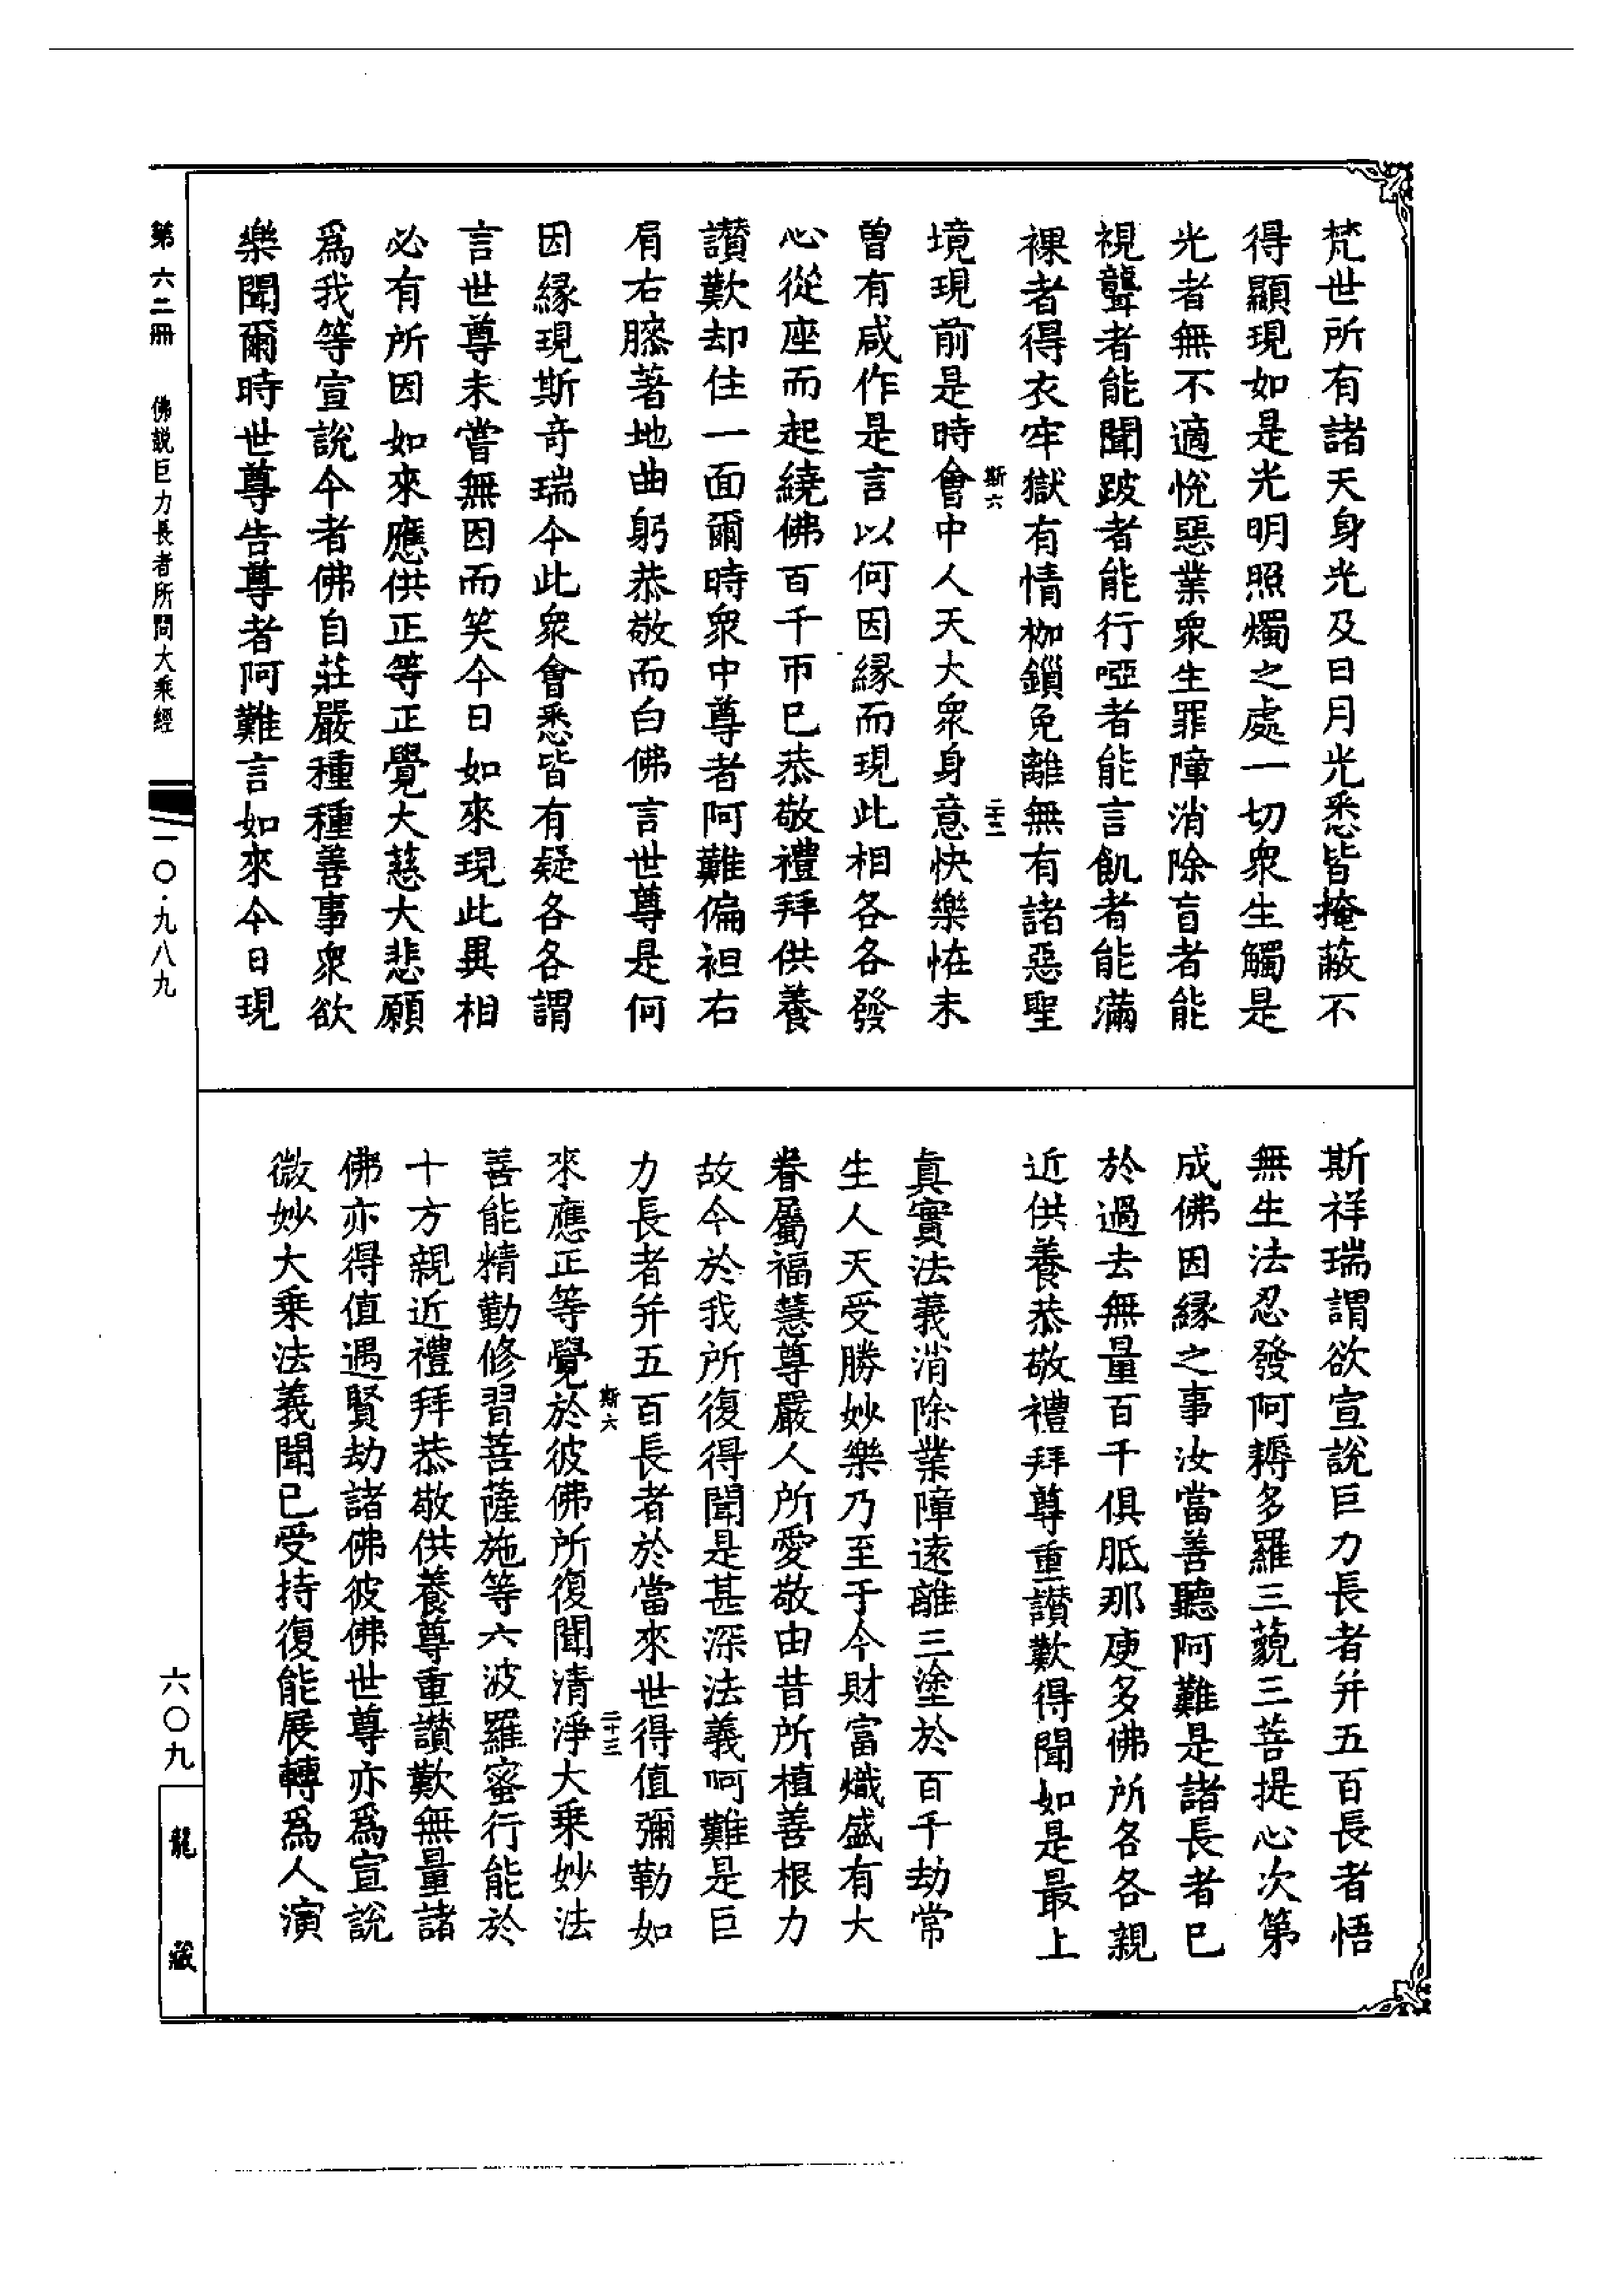 梵世所有諸天身光及日月光悉皆掩蔽不
得顯現如是光明照燭之處一切衆生觸是
光者無不適悅惡業衆生罪障消除盲者能
視聾者能聞跛者能行啞者能言飢者能滿
裸者得衣牢獄有情枷鎖免離無有諸惡聖
斯六
二十二
境現前是時會中人天大衆身意快樂恠未
曽有咸作是言以何因緣而現此相各各發
心從座而起繞佛百千帀已恭敬禮拜供養
讃歎却住一面爾時衆中尊者阿難偏袒右
肩右膝著地曲躬恭敬而白佛言世尊是何
因緣現斯奇瑞今此衆會悉皆有疑各各謂
言世尊未嘗無因而笑今日如來現此異相
必有所因如來應供正等正覺大慈大悲願
爲我等宣說今者佛自莊嚴種種善事衆欲
樂聞爾時世尊告尊者阿難言如來今日現
斯祥瑞謂欲宣說巨力長者并五百長者悟
無生法忍發阿耨多羅三藐三菩提心次第
成佛因緣之事汝當善聽阿難是諸長者已
於過去無量百千俱胝那庾多佛所各各親
近供養恭敬禮拜尊重讃歎得聞如是最上
真實法義消除業障遠離三塗於百千劫常
生人天受勝妙樂乃至于今財富熾盛有大
眷屬福慧尊嚴人所愛敬由昔所植善根力
故今於我所復得聞是甚深法義阿難是巨
力長者并五百長者於當來世得值彌勒如
斯六
二十三
來應正等覺於彼佛所復聞清淨大乘妙法
善能精勤修習菩薩施等六波羅蜜行能於
十方親近禮拜恭敬供養尊重讃歎無量諸
佛亦得值遇賢劫諸佛彼佛世尊亦爲宣說
微妙大乘法義聞已受持復能展轉爲人演
第六二冊 佛說巨力長者所問大乘經
一〇·九八九
六〇九
龍藏